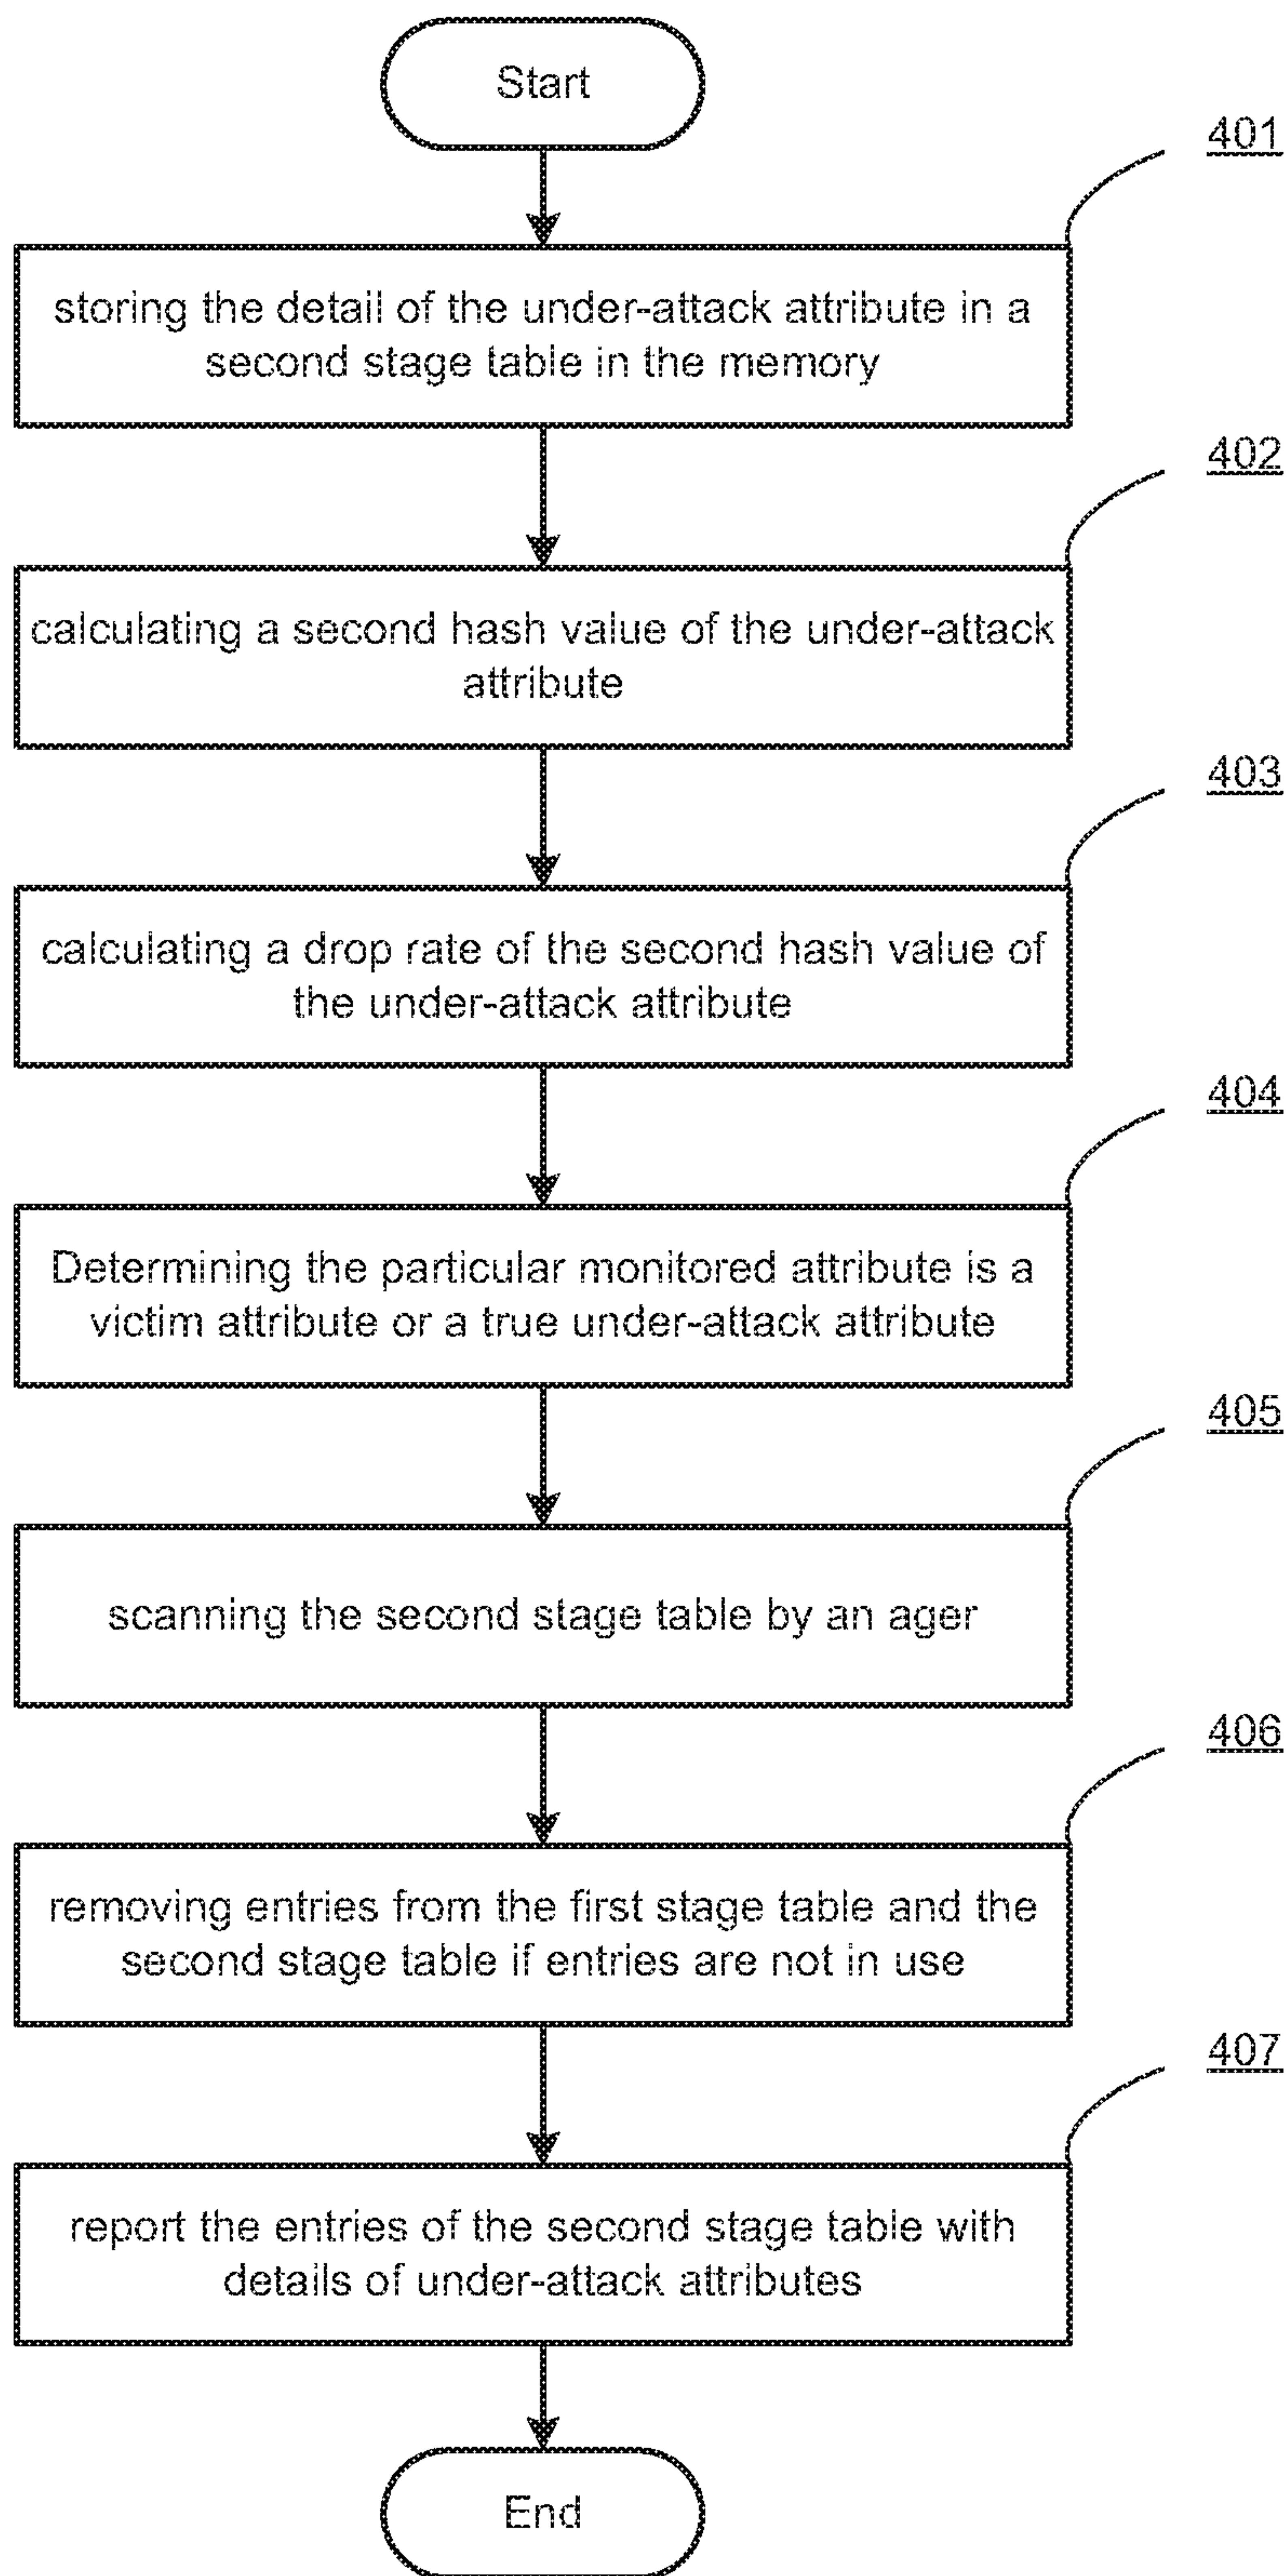 Start
401
storing the detail of the under-attack attribute in a
second stage table in the memory
402
calculating a second hash value of the under-attack
attribute
403
calculating a drop rate of the second hash value of
the under-attack attribute
404
Determining the particular monitored attribute is a
victim attribute or a true under-attack attribute
405
scanning the second stage table by an ager
406
removing entries from the first stage table and the
second stage table if entries are not in use
407
report the entries of the second stage table with
details of under-attack attributes
End